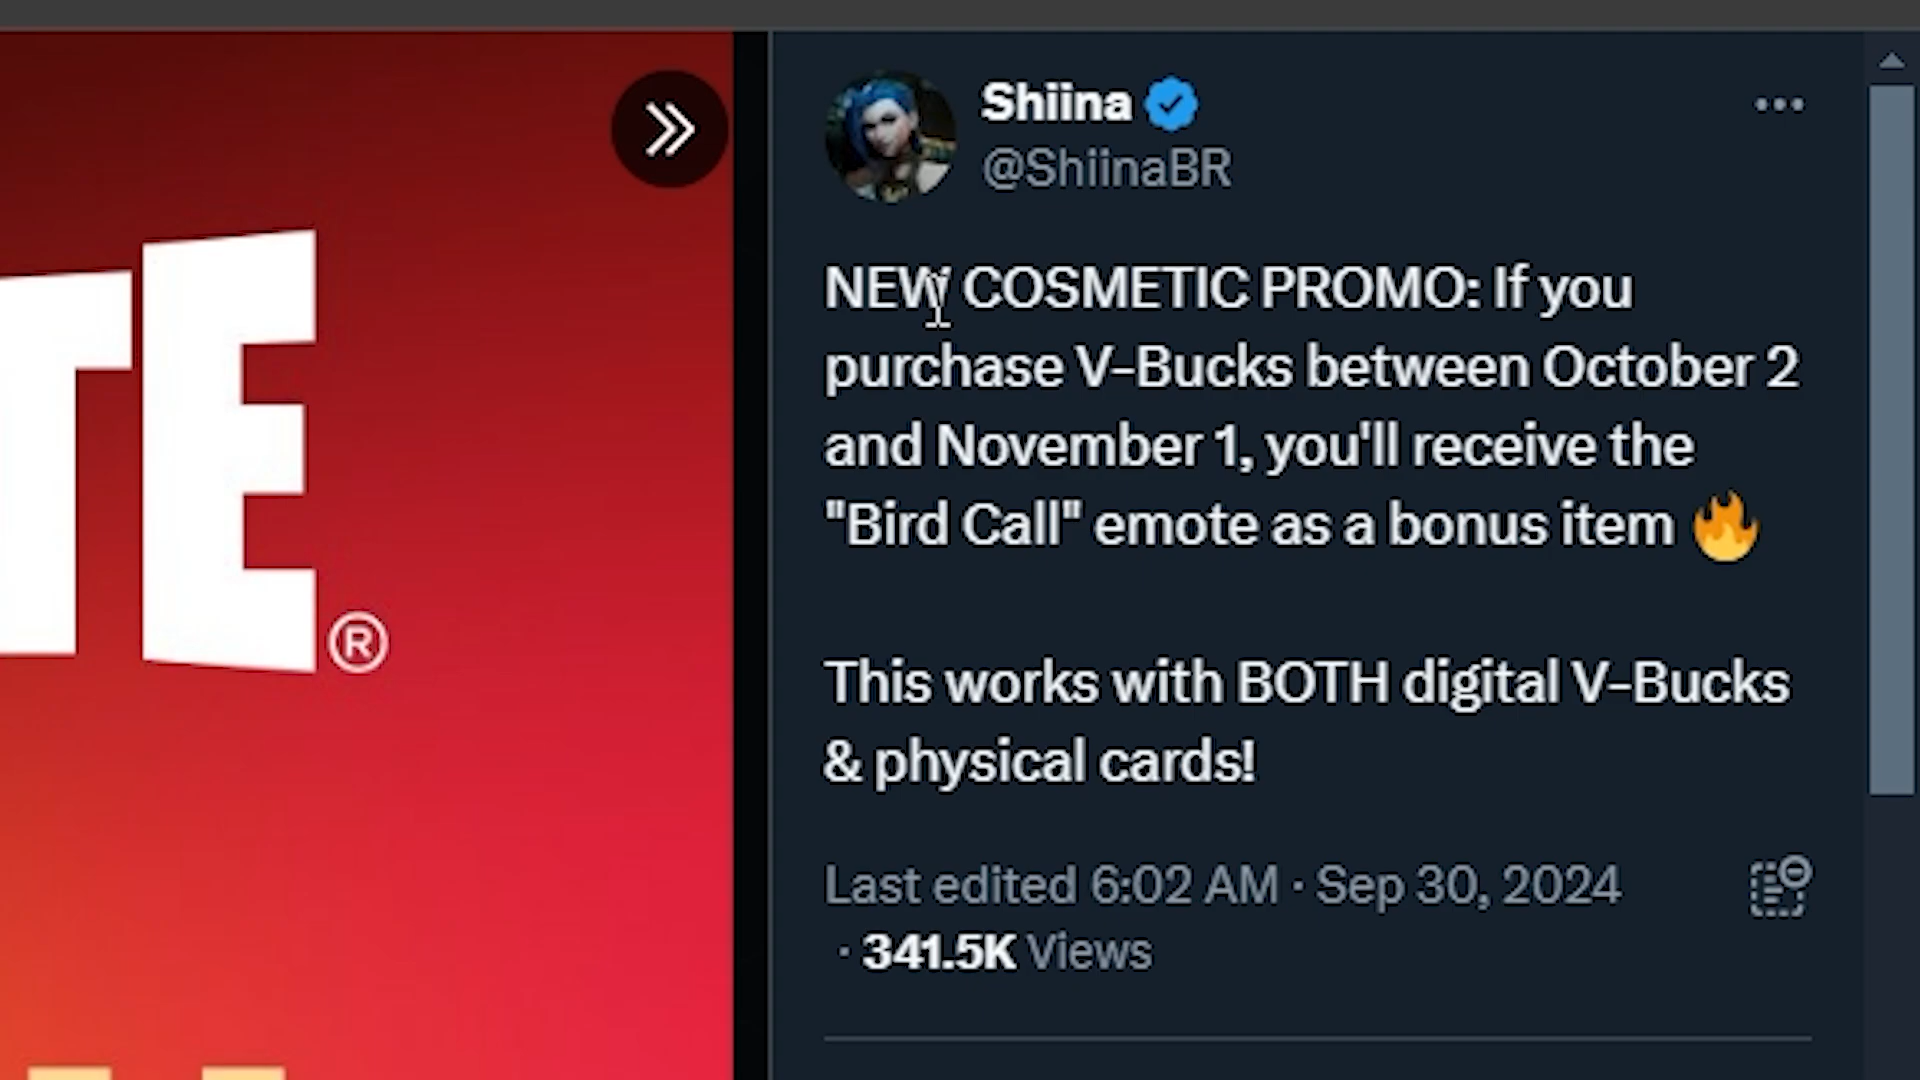 TE®
Shiina
@ShiinaBR
NEW COSMETIC PROMO: If you
purchase V-Bucks between October 2
and November 1, you'll receive the
"Bird Call" emote as a bonus item 🔥
This works with BOTH digital V-Bucks
& physical cards!
Last edited 6:02 AM · Sep 30, 2024
· 341.5K Views